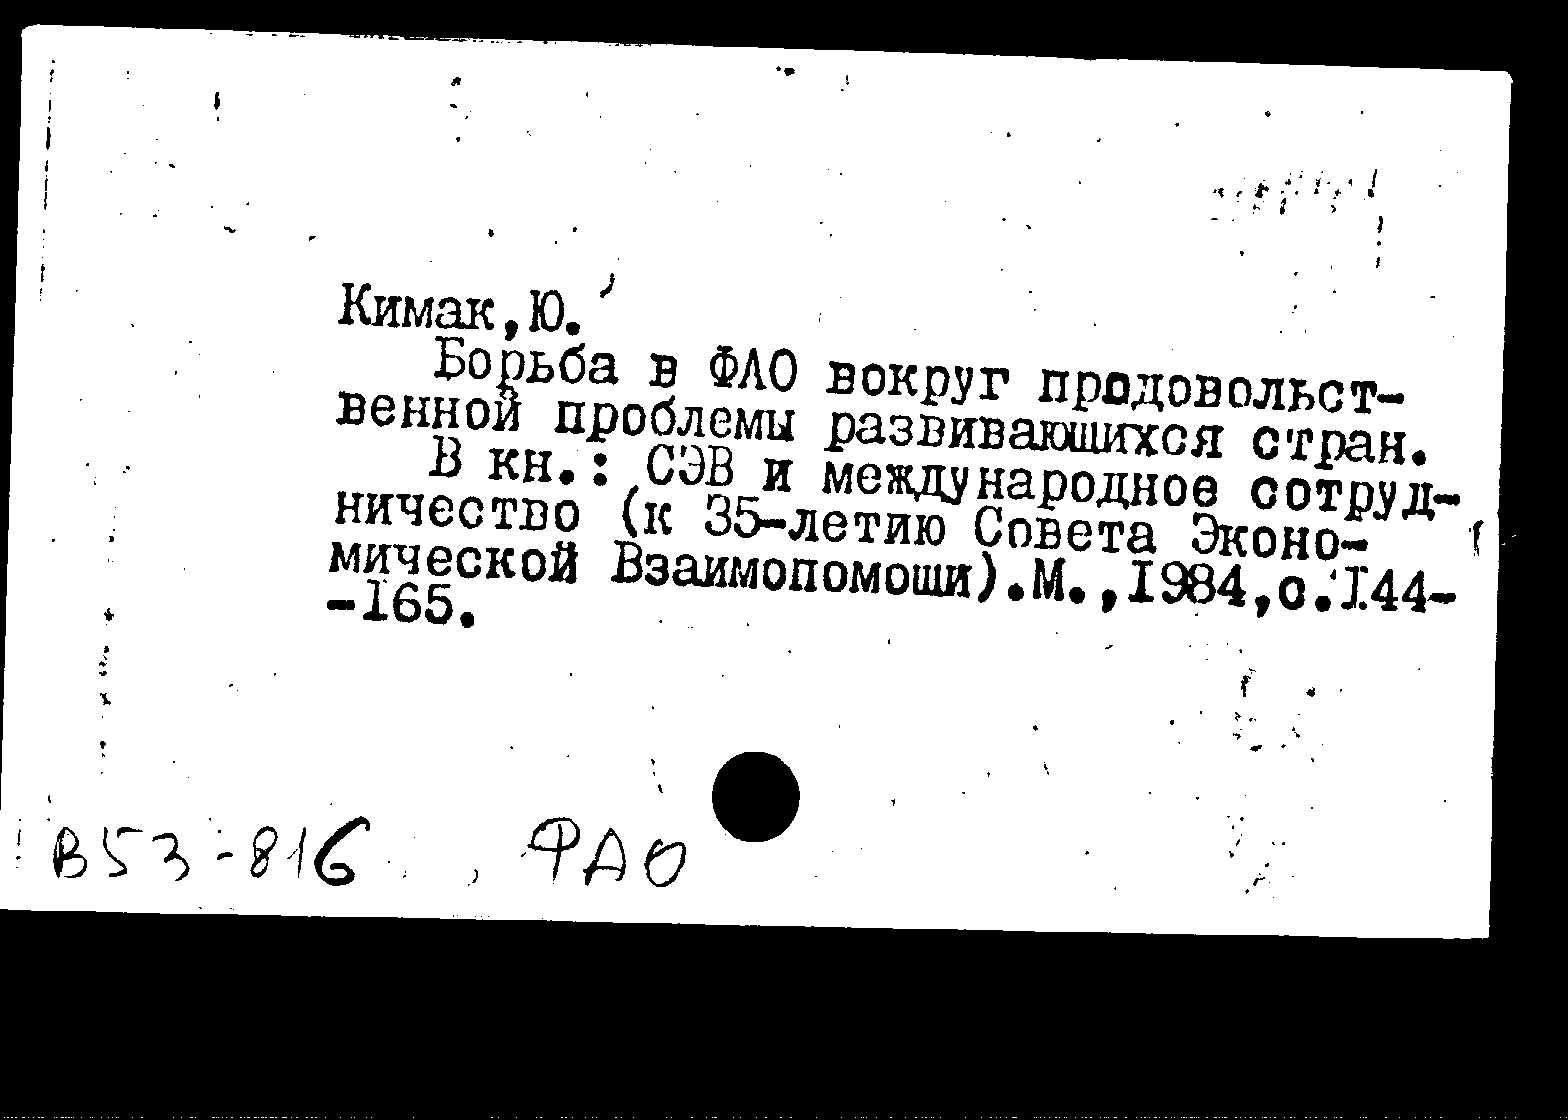 Кимак,Ю.
Борьба в ФАО вокруг продовольст-
венной проблемы развивающихся стран.
В кн.: СЭВ и международное сотруд-
ничество (к 35-летию Совета Эконо-
мической Взаимопомощи).М.,1984,с.144-
-165.
В53-816 ФАО